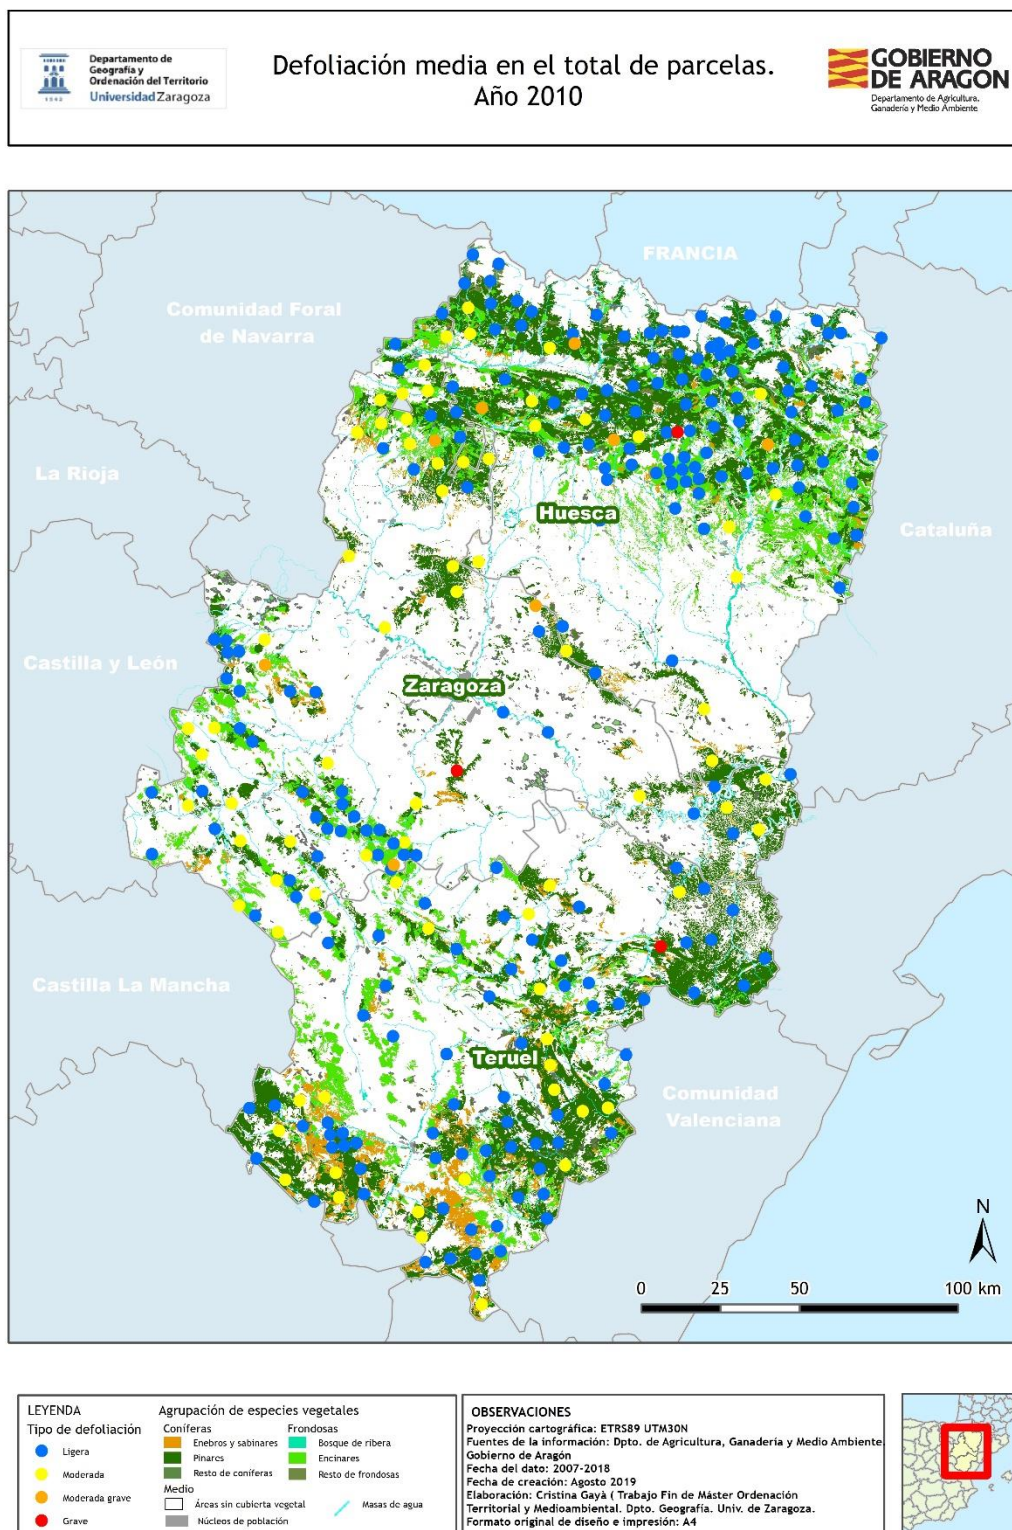 Departamento de
Geografía y
Ordenación del Territorio
Universidad Zaragoza
1542
Defoliación media en el total de parcelas.
Año 2010
GOBIERNO
DE ARAGON
Departamento de Agricultura,
Ganadería y Medio Ambiente
FRANCIA
Comunidad Foral
de Navarra
La Rioja
Huesca
Cataluña
Castilla y León
Zaragoza
Castilla La Mancha
Teruel
Comunidad
Valenciana
N
0 25 50 100 km
LEYENDA
Tipo de defoliación
Ligera
Moderada
Moderada grave
Grave
Agrupación de especies vegetales
Coníferas
Enebros y sabinares
Pinares
Resto de coníferas
Frondosas
Bosque de ribera
Encinares
Resto de frondosas
Medio
Áreas sin cubierta vegetal
Masas de agua
Núcleos de población
OBSERVACIONES
Proyección cartográfica: ETRS89 UTM30N
Fuentes de la información: Dpto. de Agricultura, Ganadería y Medio Ambiente.
Gobierno de Aragón
Fecha del dato: 2007-2018
Fecha de creación: Agosto 2019
Elaboración: Cristina Gayà ( Trabajo Fin de Máster Ordenación
Territorial y Medioambiental. Dpto. Geografía. Univ. de Zaragoza.
Formato original de diseño e impresión: A4